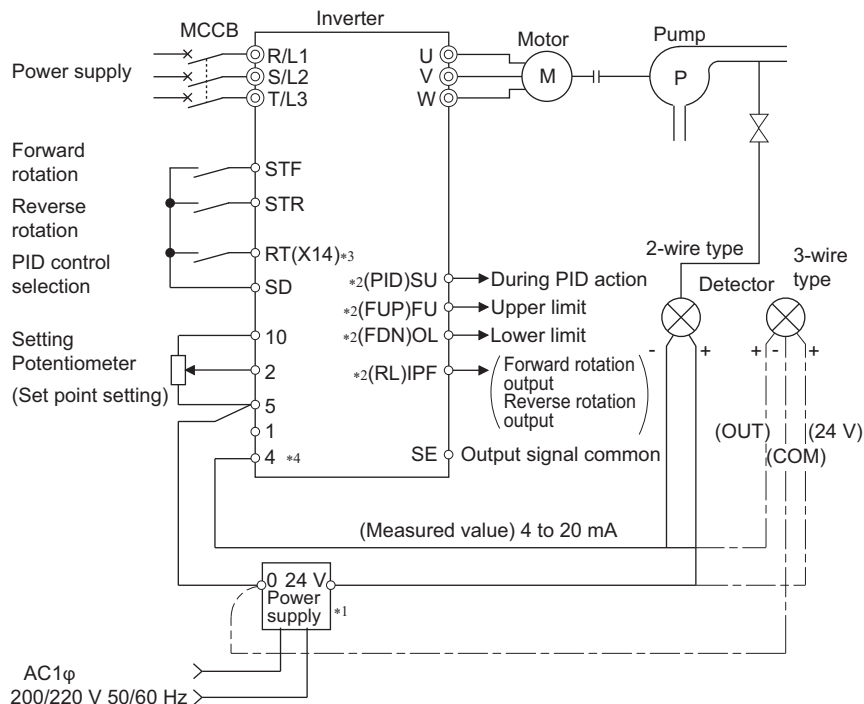 Inverter
MCCB
Power supply
R/L1
S/L2
T/L3
U
V
W
Motor
M
Pump
P
Forward
rotation
Reverse
rotation
PID control
selection
STF
STR
RT(X14)*3
SD
Setting
Potentiometer
(Set point setting)
10
2
5
1
4 *4
*2(PID)SU
During PID action
*2(FUP)FU
Upper limit
*2(FDN)OL
Lower limit
*2(RL)IPF
(Forward rotation
output
Reverse rotation
output)
SE
Output signal common
2-wire type
3-wire
type
Detector
- +
+ - +
(OUT)
(24 V)
(COM)
(Measured value) 4 to 20 mA
0 24 V
Power
supply
*1
AC1φ
200/220 V 50/60 Hz